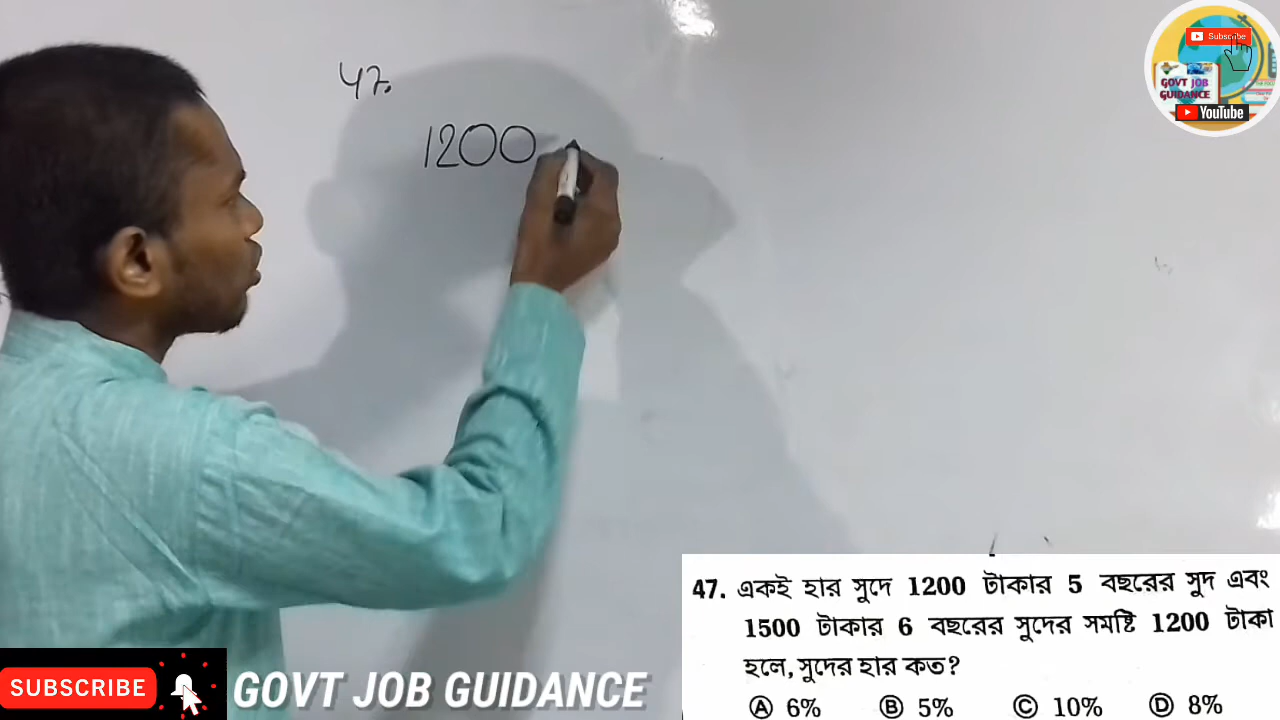 47.
1200
Subscribe
GOVT JOB
GUIDANCE
YouTube
47. একই হার সুদে 1200 টাকার 5 বছরের সুদ এবং
1500 টাকার 6 বছরের সুদের সমষ্টি 1200 টাকা
হলে, সুদের হার কত?
A 6% B 5% C 10% D 8%
SUBSCRIBE
GOVT JOB GUIDANCE